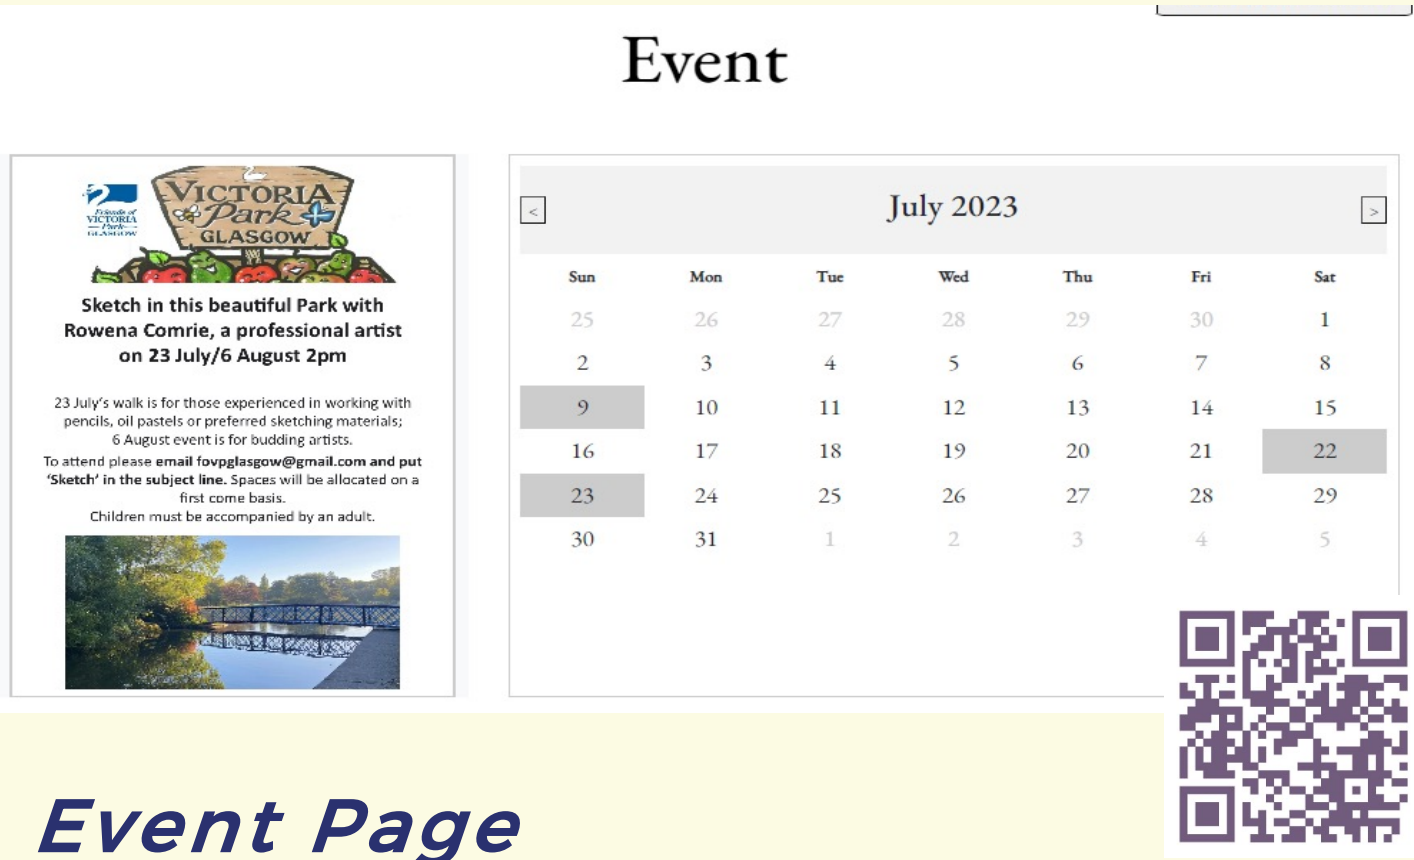 Event
Friends of
VICTORIA
Park
GLASGOW
VICTORIA
Park
GLASGOW
Sketch in this beautiful Park with
Rowena Comrie, a professional artist
on 23 July/6 August 2pm
23 July's walk is for those experienced in working with
pencils, oil pastels or preferred sketching materials;
6 August event is for budding artists.
To attend please email fovpglasgow@gmail.com and put
'Sketch' in the subject line. Spaces will be allocated on a
first come basis.
Children must be accompanied by an adult.
< July 2023 >
Sun Mon Tue Wed Thu Fri Sat
25 26 27 28 29 30 1
2 3 4 5 6 7 8
9 10 11 12 13 14 15
16 17 18 19 20 21 22
23 24 25 26 27 28 29
30 31 1 2 3 4 5
Event Page